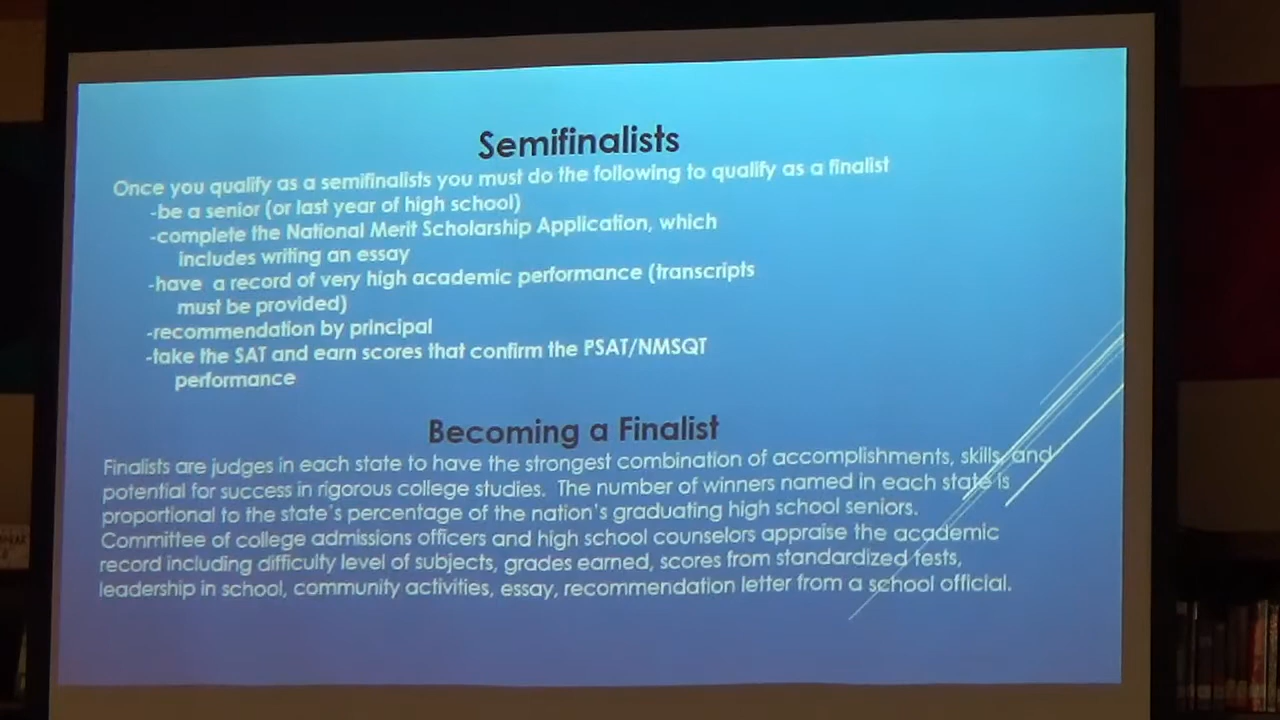 Semifinalists
Once you qualify as a semifinalists you must do the following to qualify as a finalist
-be a senior (or last year of high school)
-complete the National Merit Scholarship Application, which
includes writing an essay
-have a record of very high academic performance (transcripts
must be provided)
-recommendation by principal
-take the SAT and earn scores that confirm the PSAT/NMSQT
performance
Becoming a Finalist
Finalists are judges in each state to have the strongest combination of accomplishments, skills, and
potential for success in rigorous college studies. The number of winners named in each state is
proportional to the state's percentage of the nation's graduating high school seniors.
Committee of college admissions officers and high school counselors appraise the academic
record including difficulty level of subjects, grades earned, scores from standardized tests,
leadership in school, community activities, essay, recommendation letter from a school official.